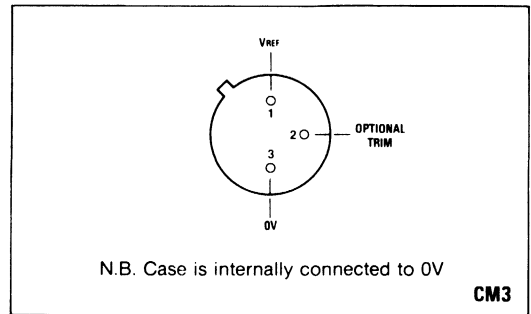 VREF
1
2
OPTIONAL
TRIM
3
0V
N.B. Case is internally connected to 0V
CM3